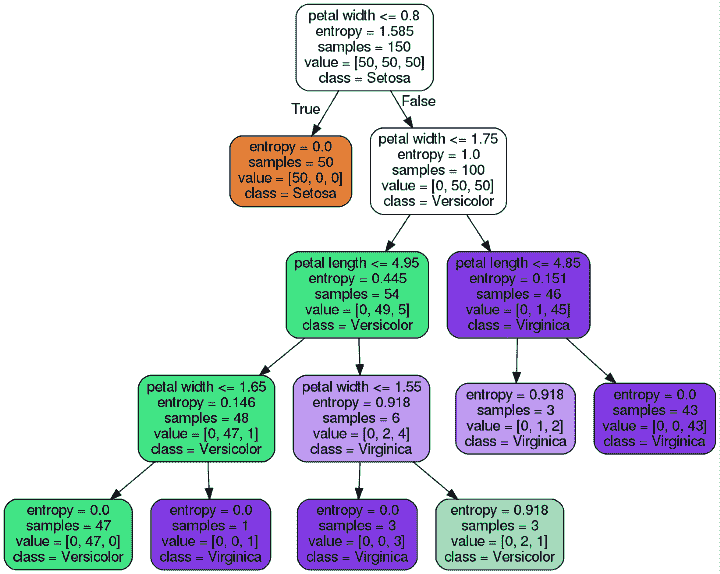 petal width <= 0.8
entropy = 1.585
samples = 150
value = [50, 50, 50]
class = Setosa
True
False
entropy = 0.0
samples = 50
value = [50, 0, 0]
class = Setosa
petal width <= 1.75
entropy = 1.0
samples = 100
value = [0, 50, 50]
class = Versicolor
petal length <= 4.95
entropy = 0.445
samples = 54
value = [0, 49, 5]
class = Versicolor
petal length <= 4.85
entropy = 0.151
samples = 46
value = [0, 1, 45]
class = Virginica
petal width <= 1.65
entropy = 0.146
samples = 48
value = [0, 47, 1]
class = Versicolor
petal width <= 1.55
entropy = 0.918
samples = 6
value = [0, 2, 4]
class = Virginica
entropy = 0.918
samples = 3
value = [0, 1, 2]
class = Virginica
entropy = 0.0
samples = 43
value = [0, 0, 43]
class = Virginica
entropy = 0.0
samples = 47
value = [0, 47, 0]
class = Versicolor
entropy = 0.0
samples = 1
value = [0, 0, 1]
class = Virginica
entropy = 0.0
samples = 3
value = [0, 0, 3]
class = Virginica
entropy = 0.918
samples = 3
value = [0, 2, 1]
class = Versicolor